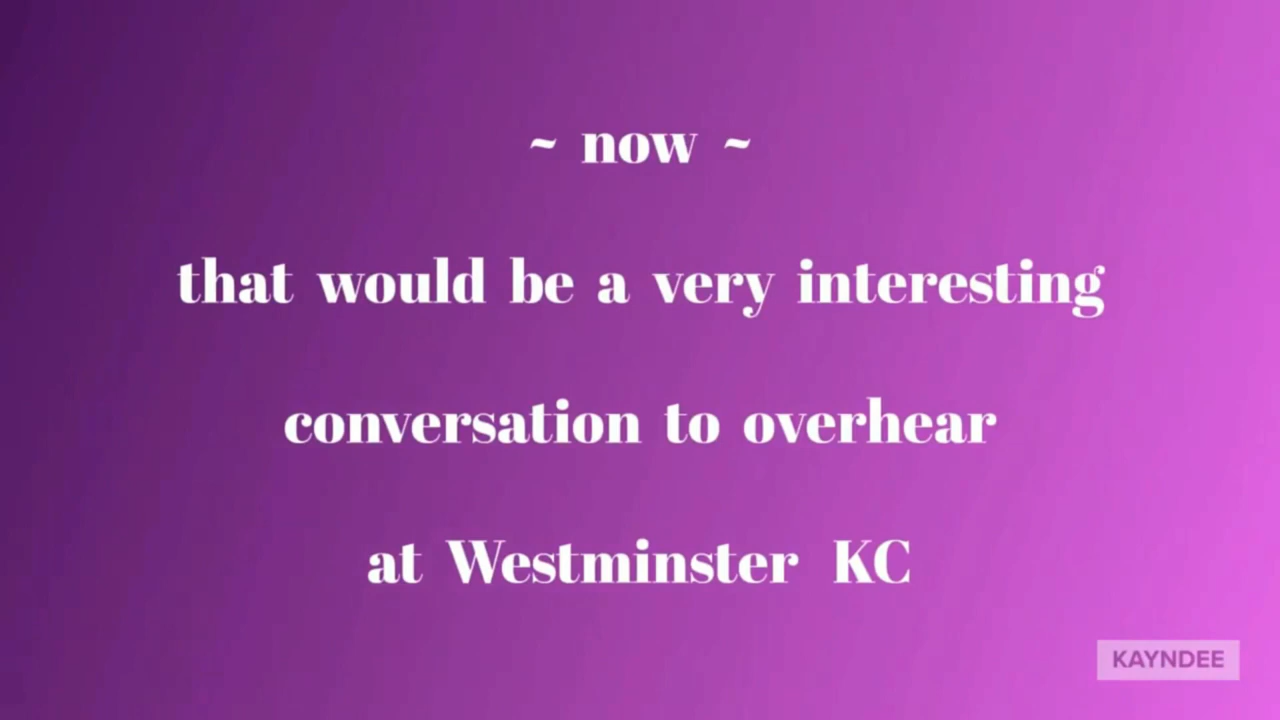 ~ now ~
that would be a very interesting
conversation to overhear
at Westminster KC
KAYNDEE